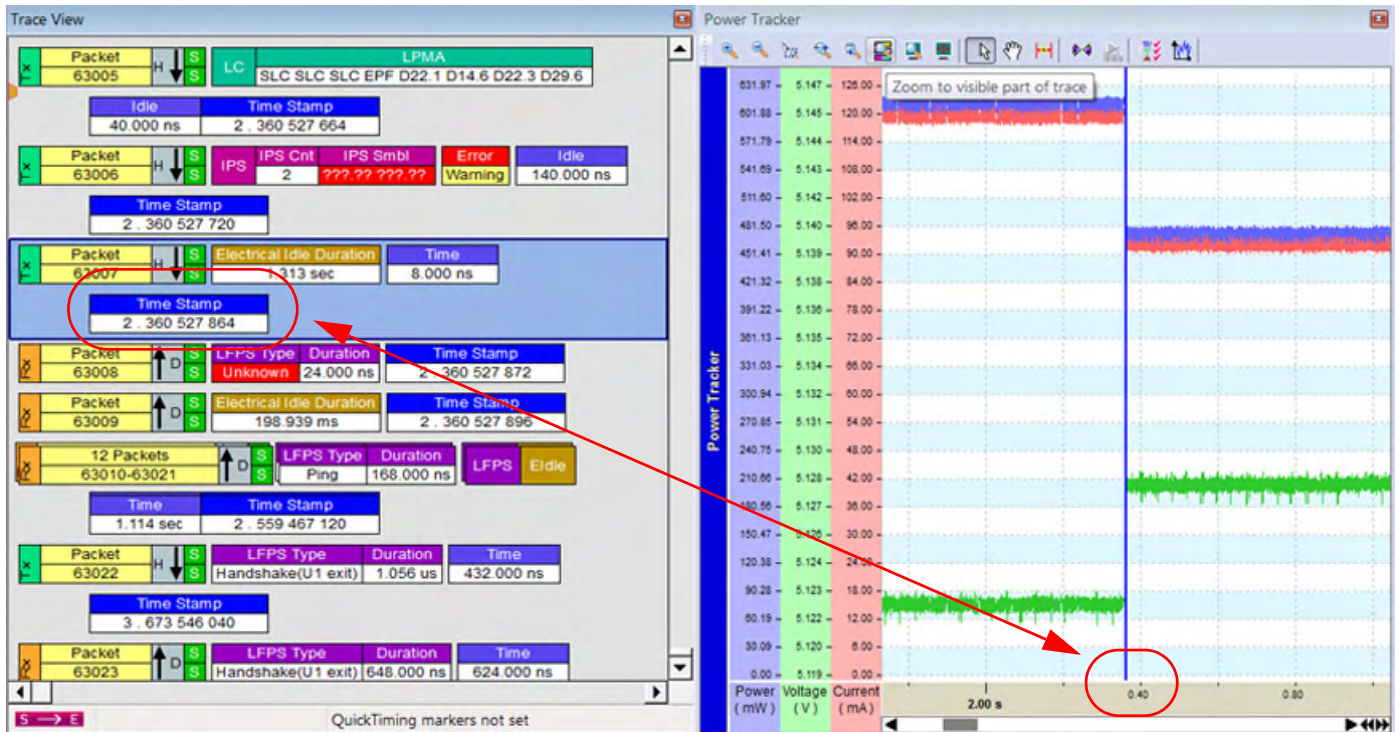 Trace View
Packet
63005
Tx
H
S
S
LC
LPMA
SLC SLC SLC EPF D22.1 D14.6 D22.3 D29.6
Idle
40.000 ns
Time Stamp
2 . 360 527 664
Packet
63006
Tx
H
S
S
IPS
IPS Cnt
2
IPS Smbl
???.?? ???.??
Error
Warning
Idle
140.000 ns
Time Stamp
2 . 360 527 720
Packet
63007
Tx
H
S
S
Electrical Idle Duration
1.313 sec
Time
8.000 ns
Time Stamp
2 . 360 527 864
Packet
63008
Rx
D
S
S
LFPS Type
Unknown
Duration
24.000 ns
Time Stamp
2 . 360 527 872
Packet
63009
Rx
D
S
S
Electrical Idle Duration
198.939 ms
Time Stamp
2 . 360 527 896
12 Packets
63010-63021
D
S
S
LFPS Type
Ping
Duration
168.000 ns
LFPS
EIdle
Time
1.114 sec
Time Stamp
2 . 559 467 120
Packet
63022
Tx
H
S
S
LFPS Type
Handshake(U1 exit)
Duration
1.056 us
Time
432.000 ns
Time Stamp
3 . 673 546 040
Packet
63023
Rx
D
S
S
LFPS Type
Handshake(U1 exit)
Duration
648.000 ns
Time
624.000 ns
S → E
QuickTiming markers not set
Power Tracker
Zoom to visible part of trace
Power Tracker
631.97 5.147 126.00
601.88 5.145 120.00
571.79 5.144 114.00
541.69 5.143 108.00
511.60 5.142 102.00
481.50 5.140 96.00
451.41 5.139 90.00
421.32 5.138 84.00
391.22 5.136 78.00
361.13 5.135 72.00
331.03 5.134 66.00
300.94 5.132 60.00
270.85 5.131 54.00
240.75 5.130 48.00
210.66 5.128 42.00
180.56 5.127 36.00
150.47 5.126 30.00
120.38 5.124 24.00
90.28 5.123 18.00
60.19 5.122 12.00
30.09 5.120 6.00
0.00 5.119 0.00
Power Voltage Current
(mW) (V) (mA)
2.00 s
0.40
0.80